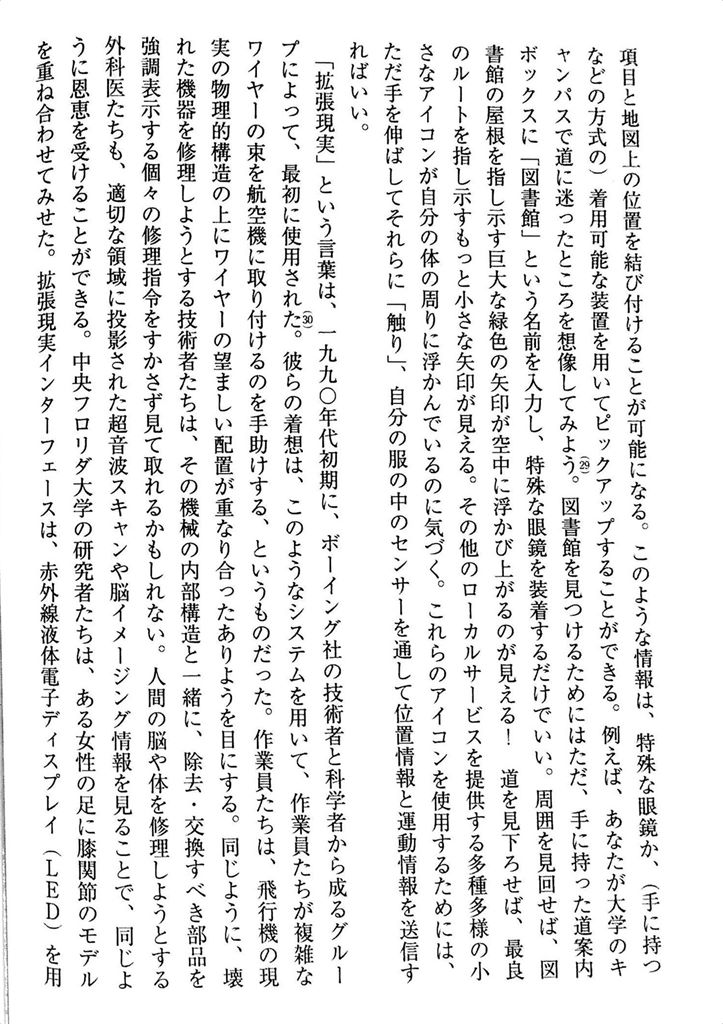 項目と地図上の位置を結び付けることが可能になる。このような情報は、特殊な眼鏡か、(手に持つ
などの方式の)着用可能な装置を用いてピックアップすることができる。例えば、あなたが大学のキ
ャンパスで道に迷ったところを想像してみよう。(29)図書館を見つけるためにはただ、手に持った道案内
ボックスに「図書館」という名前を入力し、特殊な眼鏡を装着するだけでいい。周囲を見回せば、図
書館の屋根を指し示す巨大な緑色の矢印が空中に浮かび上がるのが見える! 道を見下ろせば、最良
のルートを指し示すもっと小さな矢印が見える。その他のローカルサービスを提供する多種多様の小
さなアイコンが自分の体の周りに浮かんでいるのに気づく。これらのアイコンを使用するためには、
ただ手を伸ばしてそれらに「触り」、自分の服の中のセンサーを通して位置情報と運動情報を送信す
ればいい。
「拡張現実」という言葉は、一九九〇年代初期に、ボーイング社の技術者と科学者から成るグルー
プによって、最初に使用された。(30)彼らの着想は、このようなシステムを用いて、作業員たちが複雑な
ワイヤーの束を航空機に取り付けるのを手助けする、というものだった。作業員たちは、飛行機の現
実の物理的構造の上にワイヤーの望ましい配置が重なり合ったありようを目にする。同じように、壊
れた機器を修理しようとする技術者たちは、その機械の内部構造と一緒に、除去・交換すべき部品を
強調表示する個々の修理指令をすかさず見て取れるかもしれない。人間の脳や体を修理しようとする
外科医たちも、適切な領域に投影された超音波スキャンや脳イメージング情報を見ることで、同じよ
うに恩恵を受けることができる。中央フロリダ大学の研究者たちは、ある女性の足に膝関節のモデル
を重ね合わせてみせた。拡張現実インターフェースは、赤外線液体電子ディスプレイ(LED)を用